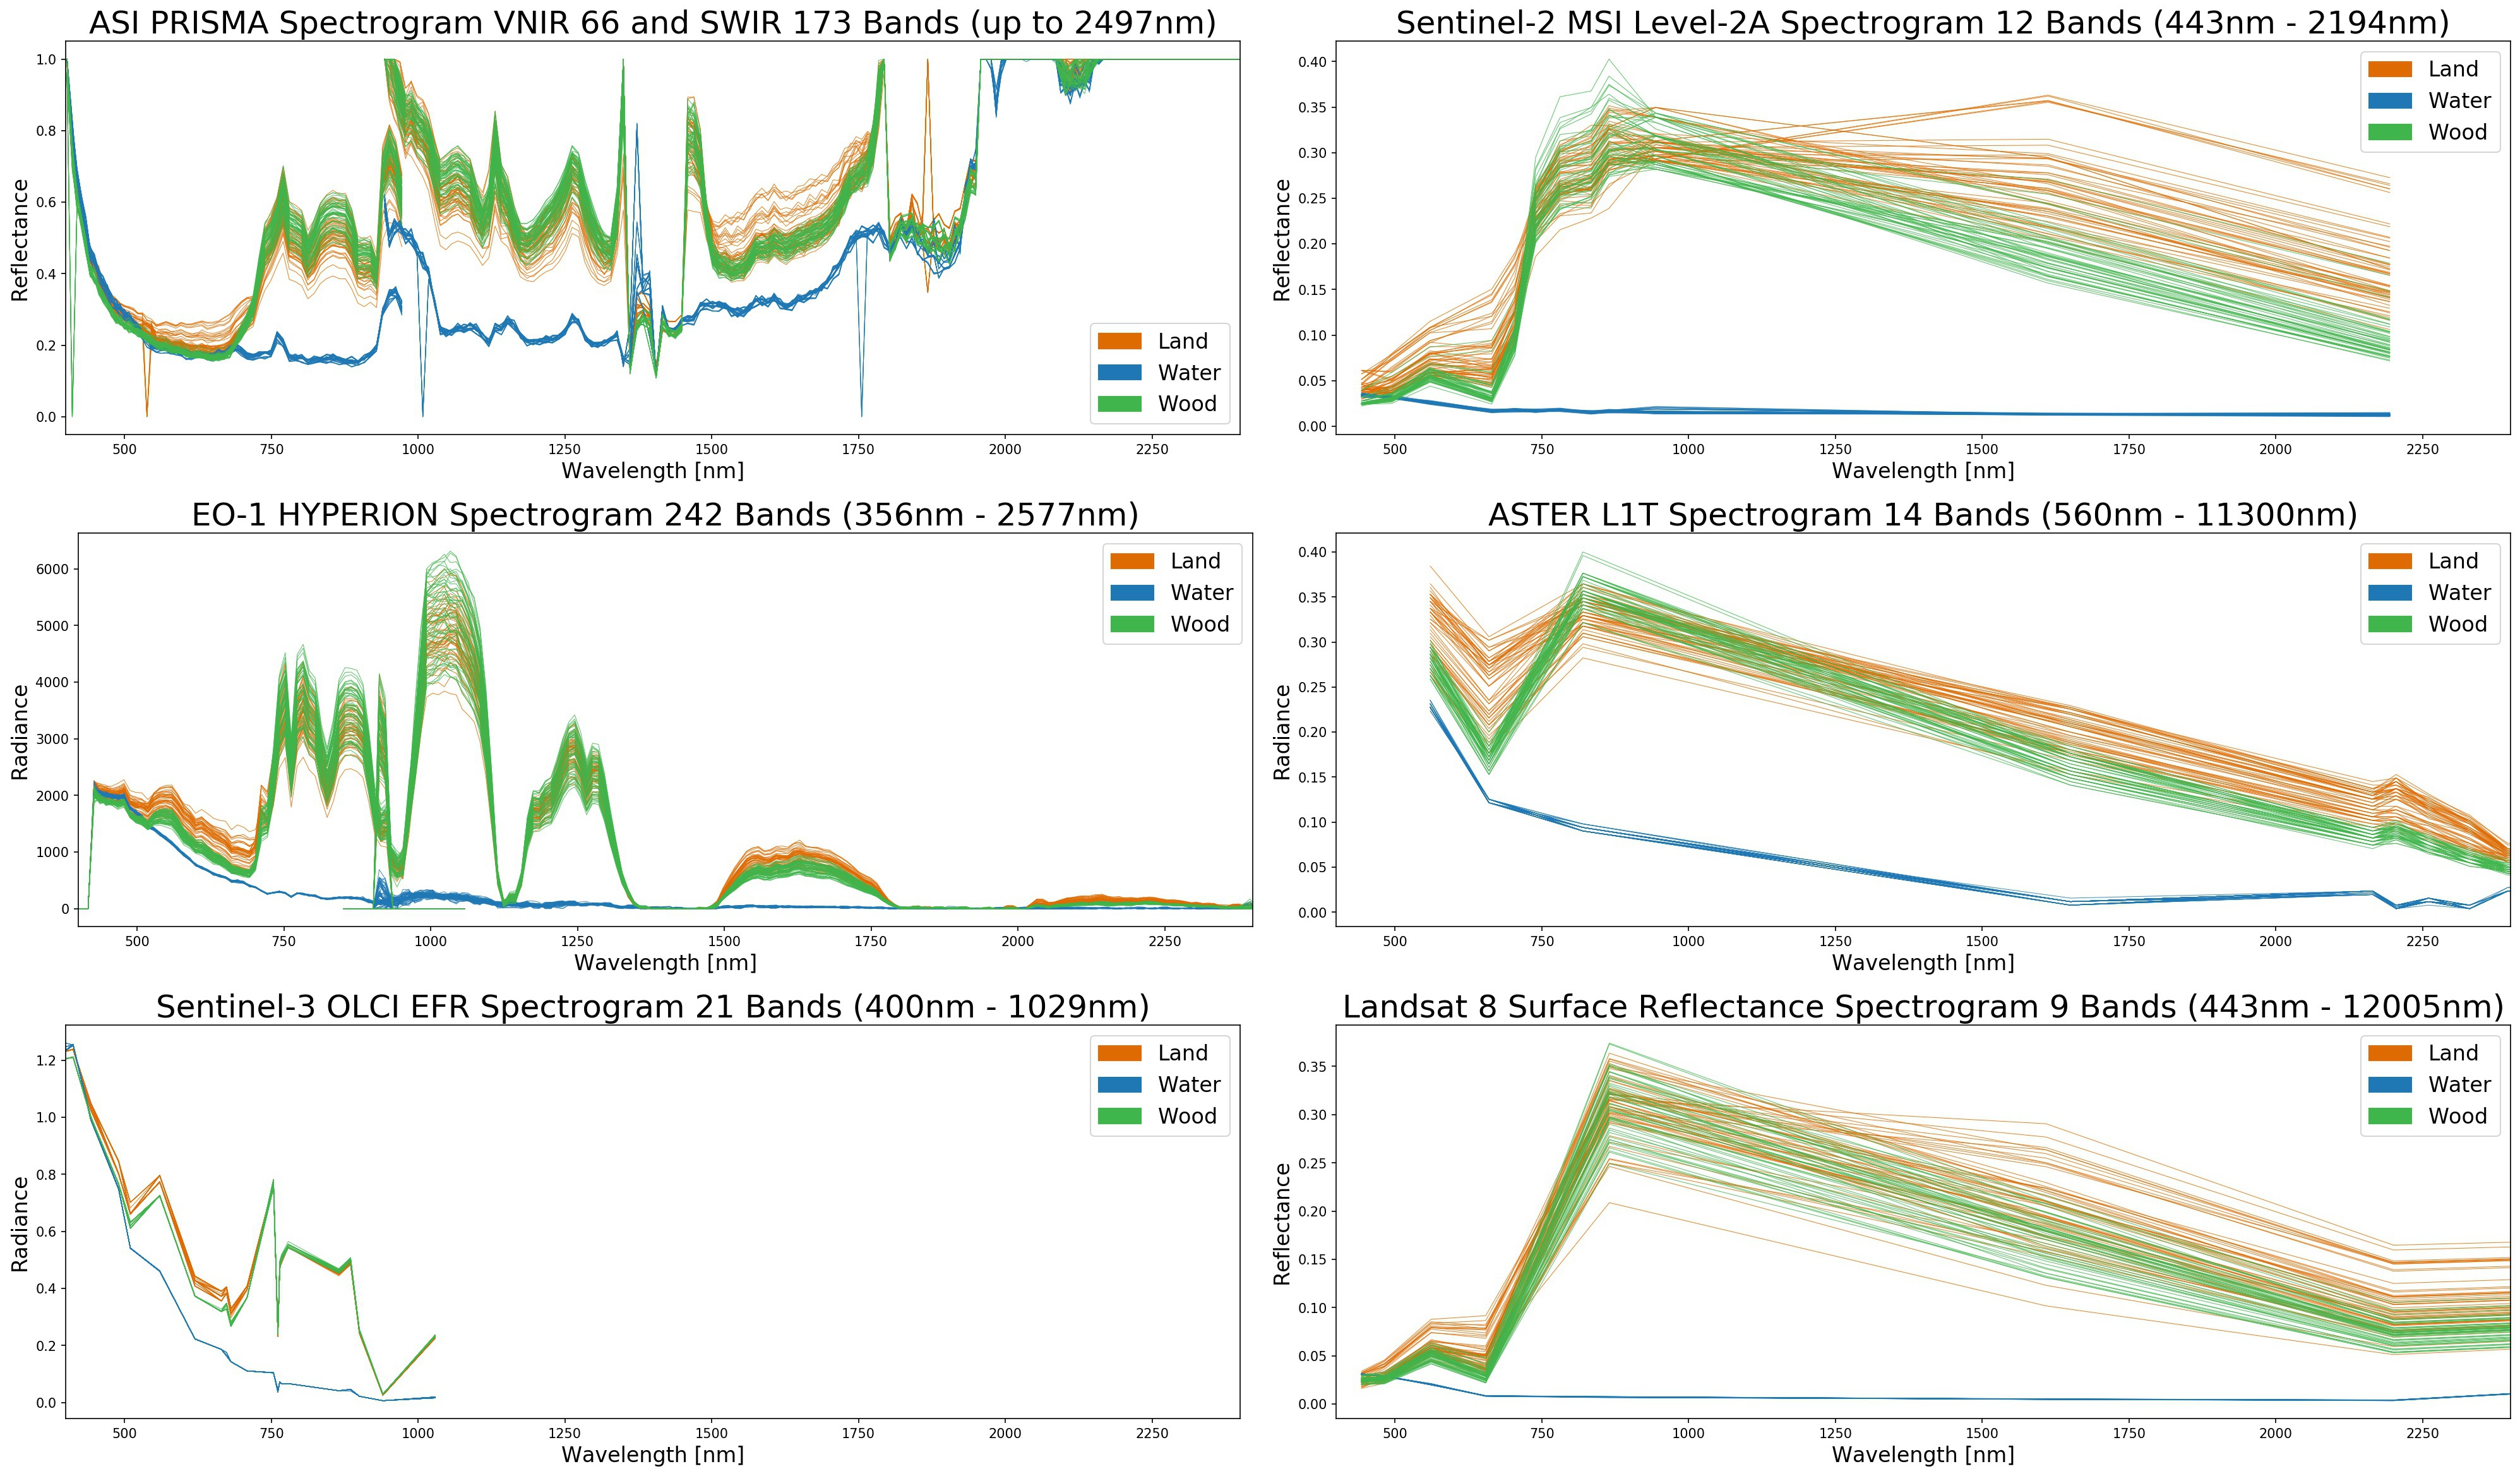 ASI PRISMA Spectrogram VNIR 66 and SWIR 173 Bands (up to 2497nm)
Reflectance
1.0
0.8
0.6
0.4
0.2
0.0
Land
Water
Wood
500 750 1000 1250 1500 1750 2000 2250
Wavelength [nm]
Sentinel-2 MSI Level-2A Spectrogram 12 Bands (443nm - 2194nm)
Reflectance
0.40
0.35
0.30
0.25
0.20
0.15
0.10
0.05
0.00
Land
Water
Wood
500 750 1000 1250 1500 1750 2000 2250
Wavelength [nm]
EO-1 HYPERION Spectrogram 242 Bands (356nm - 2577nm)
Radiance
6000
5000
4000
3000
2000
1000
0
Land
Water
Wood
500 750 1000 1250 1500 1750 2000 2250
Wavelength [nm]
ASTER L1T Spectrogram 14 Bands (560nm - 11300nm)
Radiance
0.40
0.35
0.30
0.25
0.20
0.15
0.10
0.05
0.00
Land
Water
Wood
500 750 1000 1250 1500 1750 2000 2250
Wavelength [nm]
Sentinel-3 OLCI EFR Spectrogram 21 Bands (400nm - 1029nm)
Radiance
1.2
1.0
0.8
0.6
0.4
0.2
0.0
Land
Water
Wood
500 750 1000 1250 1500 1750 2000 2250
Wavelength [nm]
Landsat 8 Surface Reflectance Spectrogram 9 Bands (443nm - 12005nm)
Reflectance
0.35
0.30
0.25
0.20
0.15
0.10
0.05
0.00
Land
Water
Wood
500 750 1000 1250 1500 1750 2000 2250
Wavelength [nm]